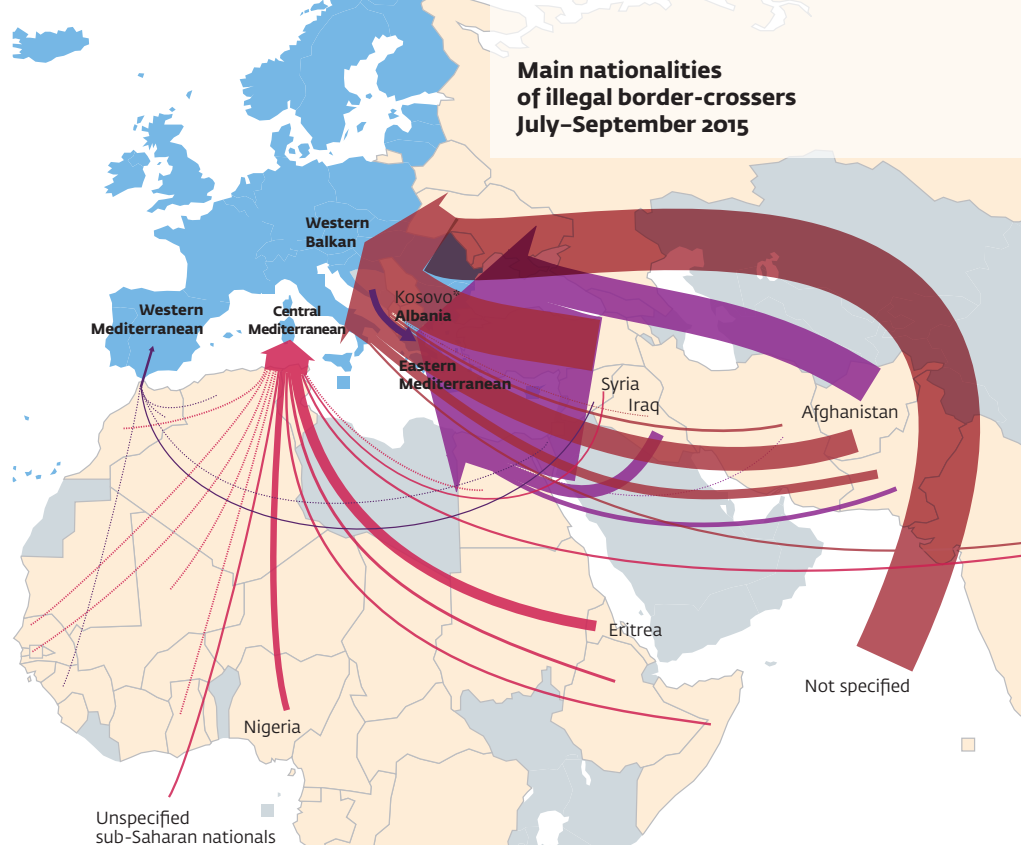 Main nationalities
of illegal border-crossers
July–September 2015
Western
Balkan
Kosovo*
Albania
Western
Mediterranean
Central
Mediterranean
Eastern
Mediterranean
Syria
Iraq
Afghanistan
Eritrea
Not specified
Nigeria
Unspecified
sub-Saharan nationals